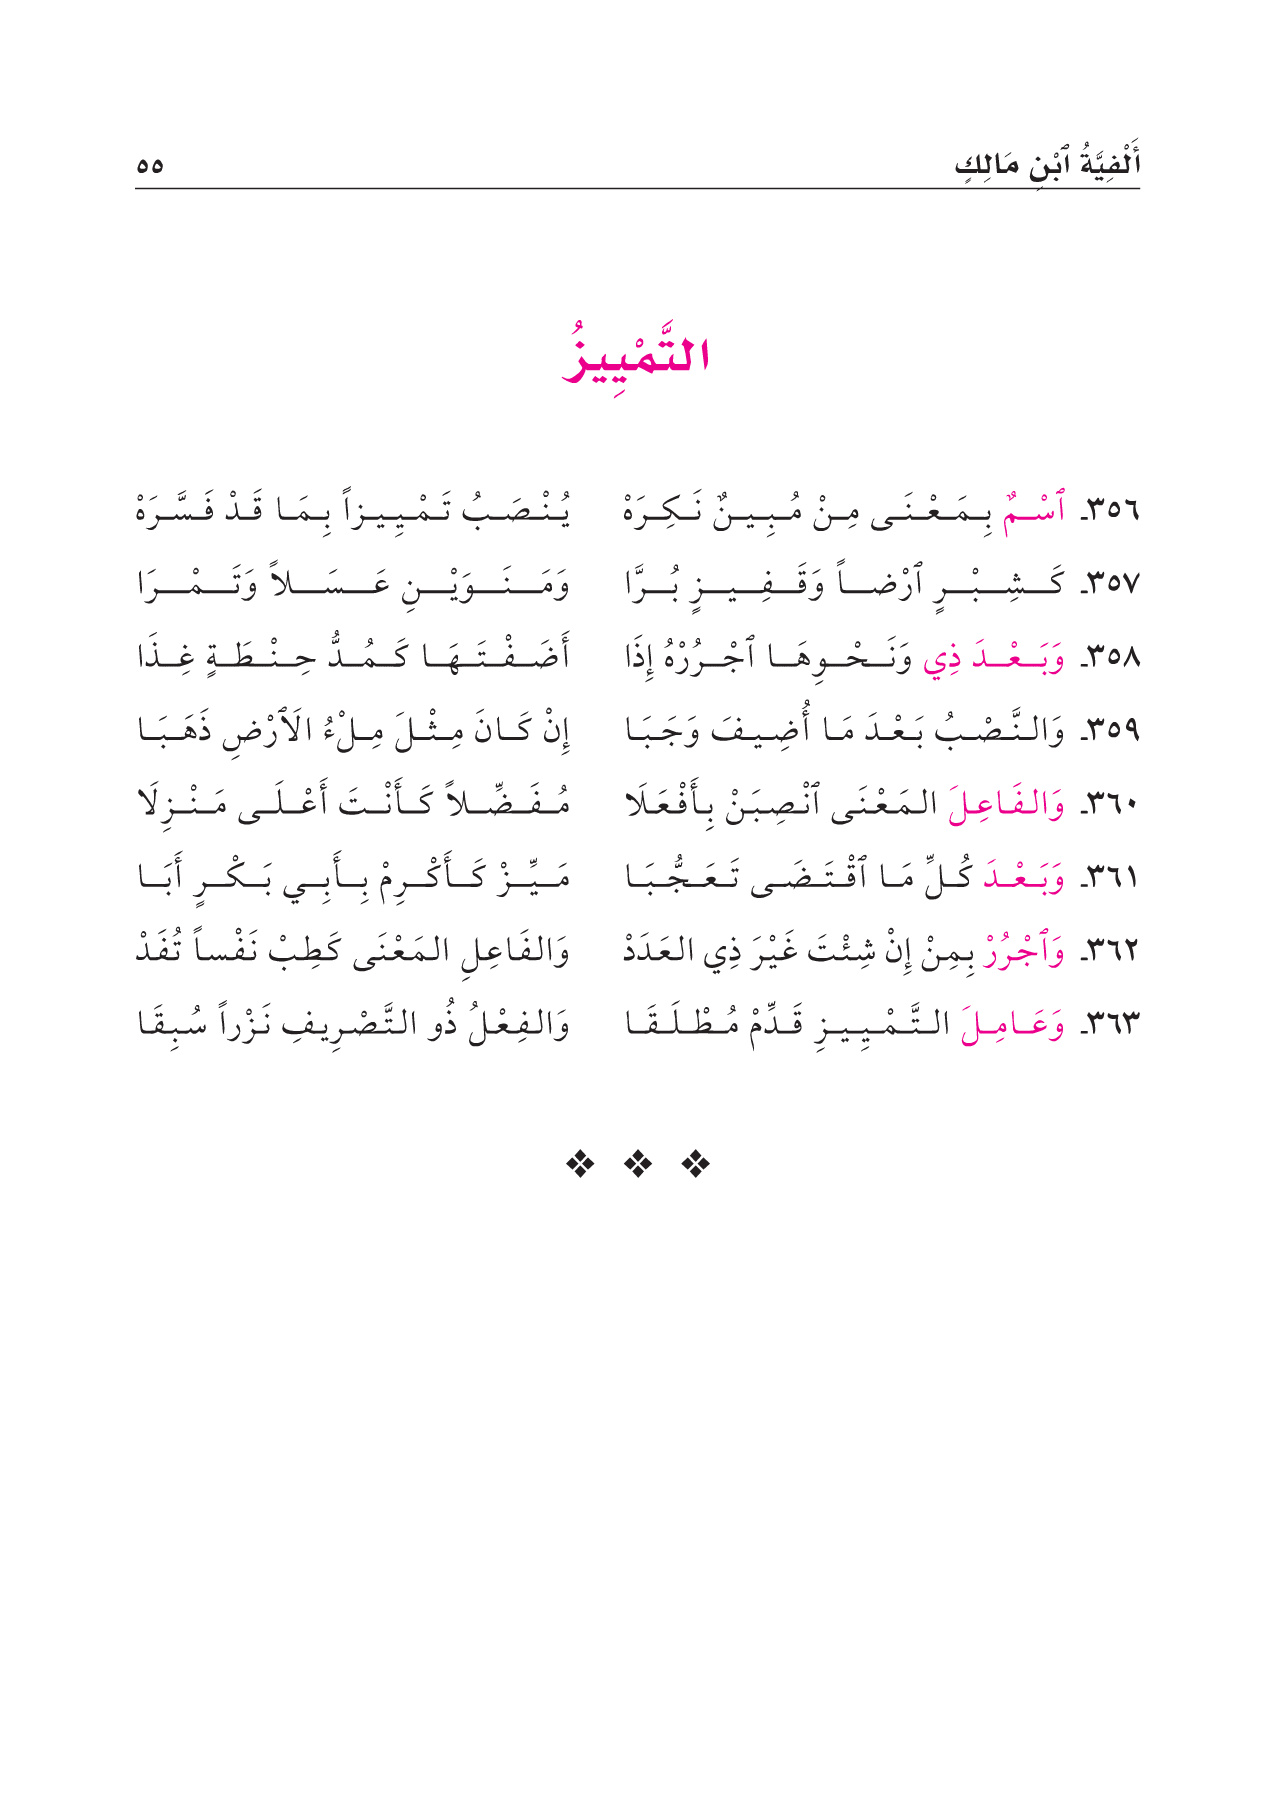 أَلْفِيَّةُ ٱبْنِ مَالِكٍ ٥٥
التَّمْيِيزُ
٣٥٦ـ ٱسْمٌ بِمَعْنَى مِنْ مُبِينٌ نَكِرَهْ يُنْصَبُ تَمْيِيزاً بِمَا قَدْ فَسَّرَهْ
٣٥٧ـ كَشِبْرٍ ٱرْضاً وَقَفِيزٍ بُرَّا وَمَنَوَيْنِ عَسَلاً وَتَمْرَا
٣٥٨ـ وَبَعْدَ ذِي وَنَحْوِهَا ٱجْرُرْهُ إِذَا أَضَفْتَهَا كَمُدُّ حِنْطَةٍ غِذَا
٣٥٩ـ وَالنَّصْبُ بَعْدَ مَا أُضِيفَ وَجَبَا إِنْ كَانَ مِثْلَ مِلْءُ الَٱرْضِ ذَهَبَا
٣٦٠ـ وَالفَاعِلَ المَعْنَى ٱنْصِبَنْ بِأَفْعَلَا مُفَضِّلاً كَأَنْتَ أَعْلَى مَنْزِلَا
٣٦١ـ وَبَعْدَ كُلِّ مَا ٱقْتَضَى تَعَجُّبَا مَيِّزْ كَأَكْرِمْ بِأَبِي بَكْرٍ أَبَا
٣٦٢ـ وَٱجْرُرْ بِمِنْ إِنْ شِئْتَ غَيْرَ ذِي العَدَدْ وَالفَاعِلِ المَعْنَى كَطِبْ نَفْساً تُفَدْ
٣٦٣ـ وَعَامِلَ التَّمْيِيزِ قَدِّمْ مُطْلَقَا وَالفِعْلُ ذُو التَّصْرِيفِ نَزْراً سُبِقَا